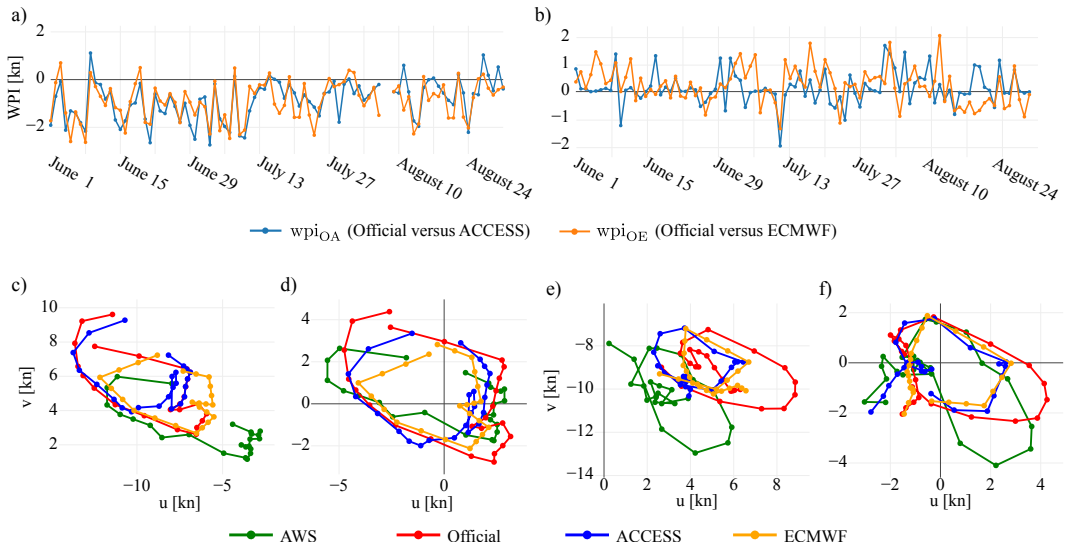 a)
b)
WPI [kn]
2
0
−2
2
1
0
−1
−2
June 1
June 15
June 29
July 13
July 27
August 10
August 24
June 1
June 15
June 29
July 13
July 27
August 10
August 24
wpiOA (Official versus ACCESS)
wpiOE (Official versus ECMWF)
c)
d)
e)
f)
v [kn]
10
8
6
4
2
−10
−5
u [kn]
4
2
0
−2
−5
0
u [kn]
−8
−10
−12
−14
0
2
4
6
8
u [kn]
2
0
−2
−4
−2
0
2
4
u [kn]
AWS
Official
ACCESS
ECMWF